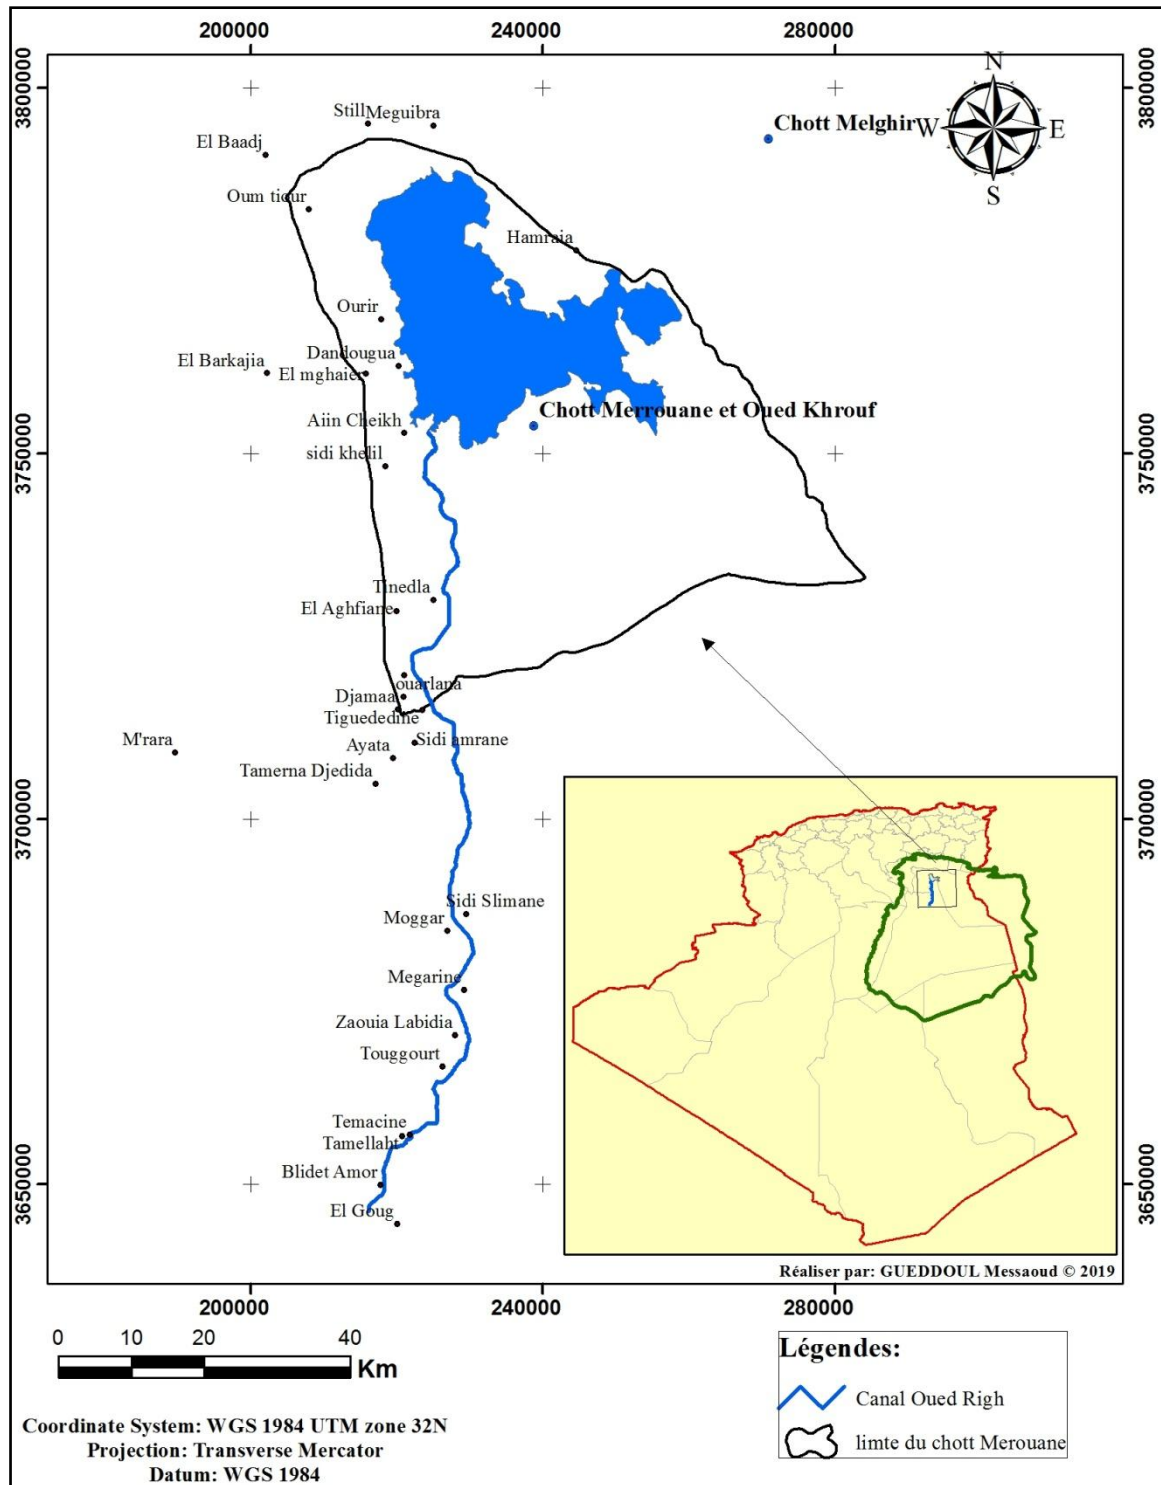 200000 240000 280000
N
3800000 3800000
Still Meguibra
Chott Melghir
W E
El Baadj
S
Oum tiour
Hamraia
Ourir
Dandougua
El Barkajia
El mghaier
Chott Merrouane et Oued Khrouf
Aiin Cheikh
sidi khelil
3750000 3750000
Tinedla
El Aghfiane
ouarlana
Djamaa
Tiguededine
M'rara
Ayata
Sidi amrane
Tamerna Djedida
3700000 3700000
Sidi Slimane
Moggar
Megarine
Zaouia Labidia
Touggourt
Temacine
Tamellaht
Blidet Amor
3650000 3650000
El Goug
Réaliser par: GUEDDOUL Messaoud © 2019
200000 240000 280000
0 10 20 40
Km
Légendes:
Canal Oued Righ
limte du chott Merouane
Coordinate System: WGS 1984 UTM zone 32N
Projection: Transverse Mercator
Datum: WGS 1984